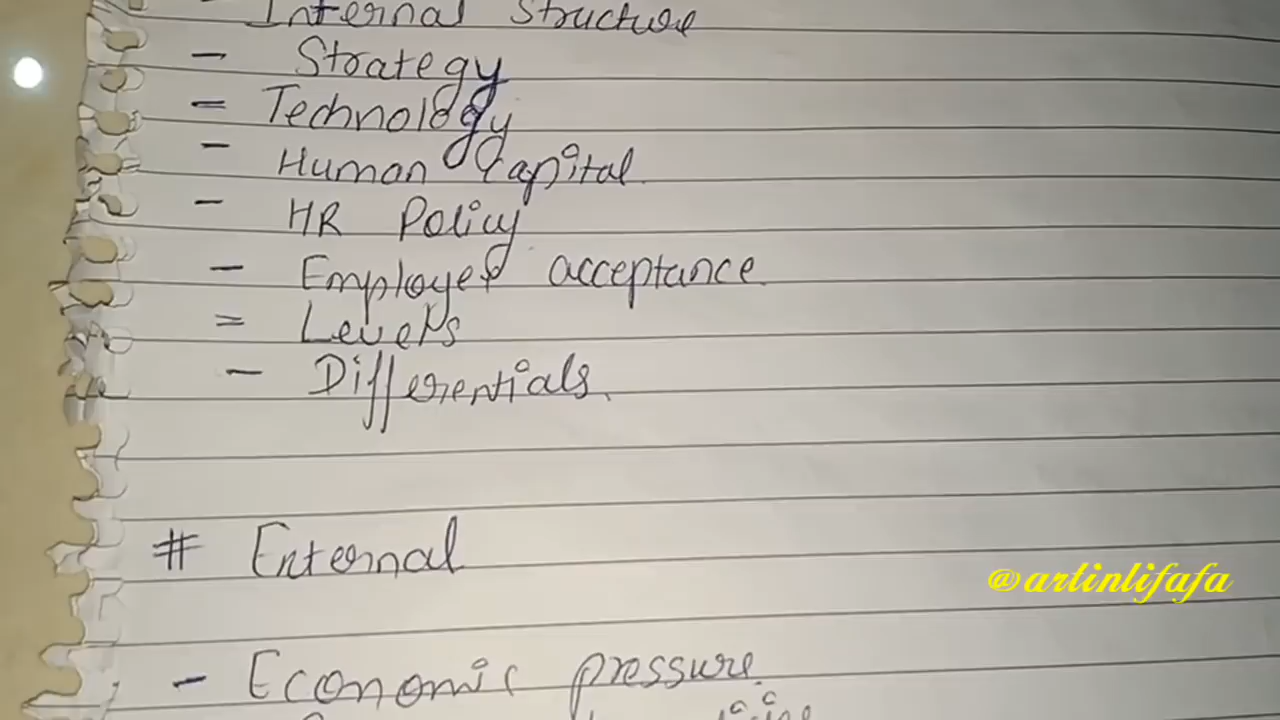 Internal Structure
- Strategy
- Technology
- Human Capital
- HR Policy
- Employee acceptance
= Levels
- Differentials.
# External
@artinlifafa
- Economic pressure.